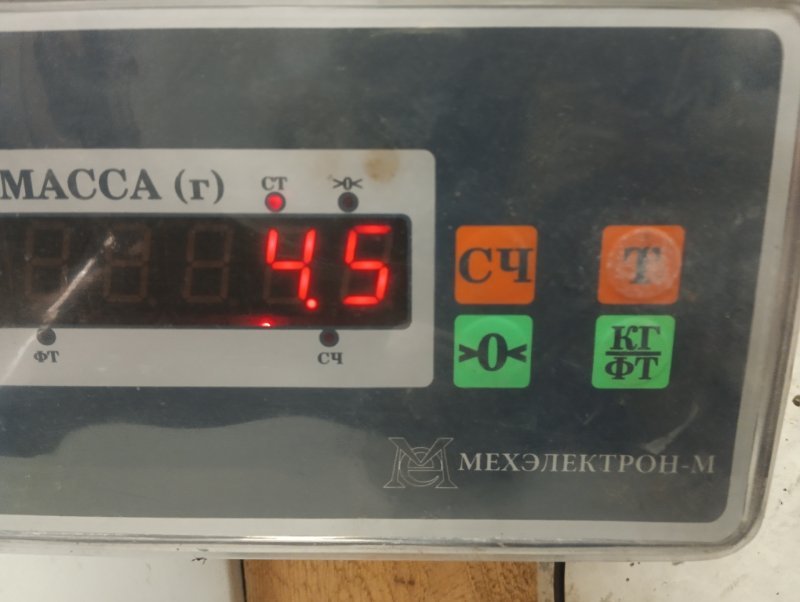 МАССА (г)
СТ
>0<
4.5
ФТ
СЧ
СЧ
Т
>0<
КГ
ФТ
МЕХЭЛЕКТРОН-М